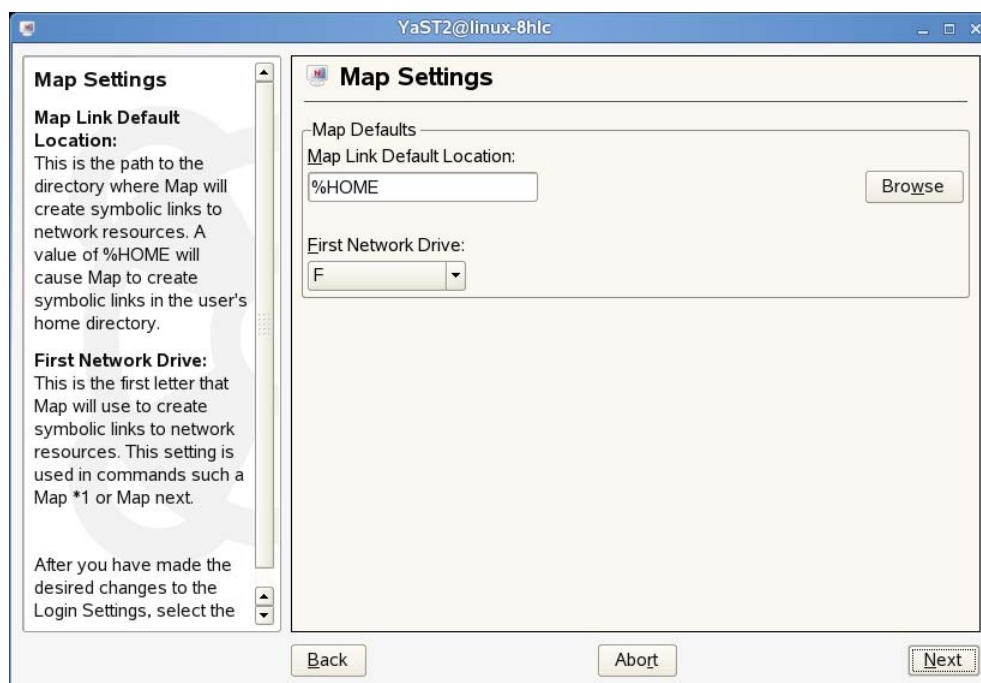 YaST2@linux-8hlc
Map Settings
Map Link Default
Location:
This is the path to the
directory where Map will
create symbolic links to
network resources. A
value of %HOME will
cause Map to create
symbolic links in the user's
home directory.
First Network Drive:
This is the first letter that
Map will use to create
symbolic links to network
resources. This setting is
used in commands such a
Map *1 or Map next.
After you have made the
desired changes to the
Login Settings, select the
Map Settings
Map Defaults
Map Link Default Location:
%HOME
Browse
First Network Drive:
F
Back
Abort
Next